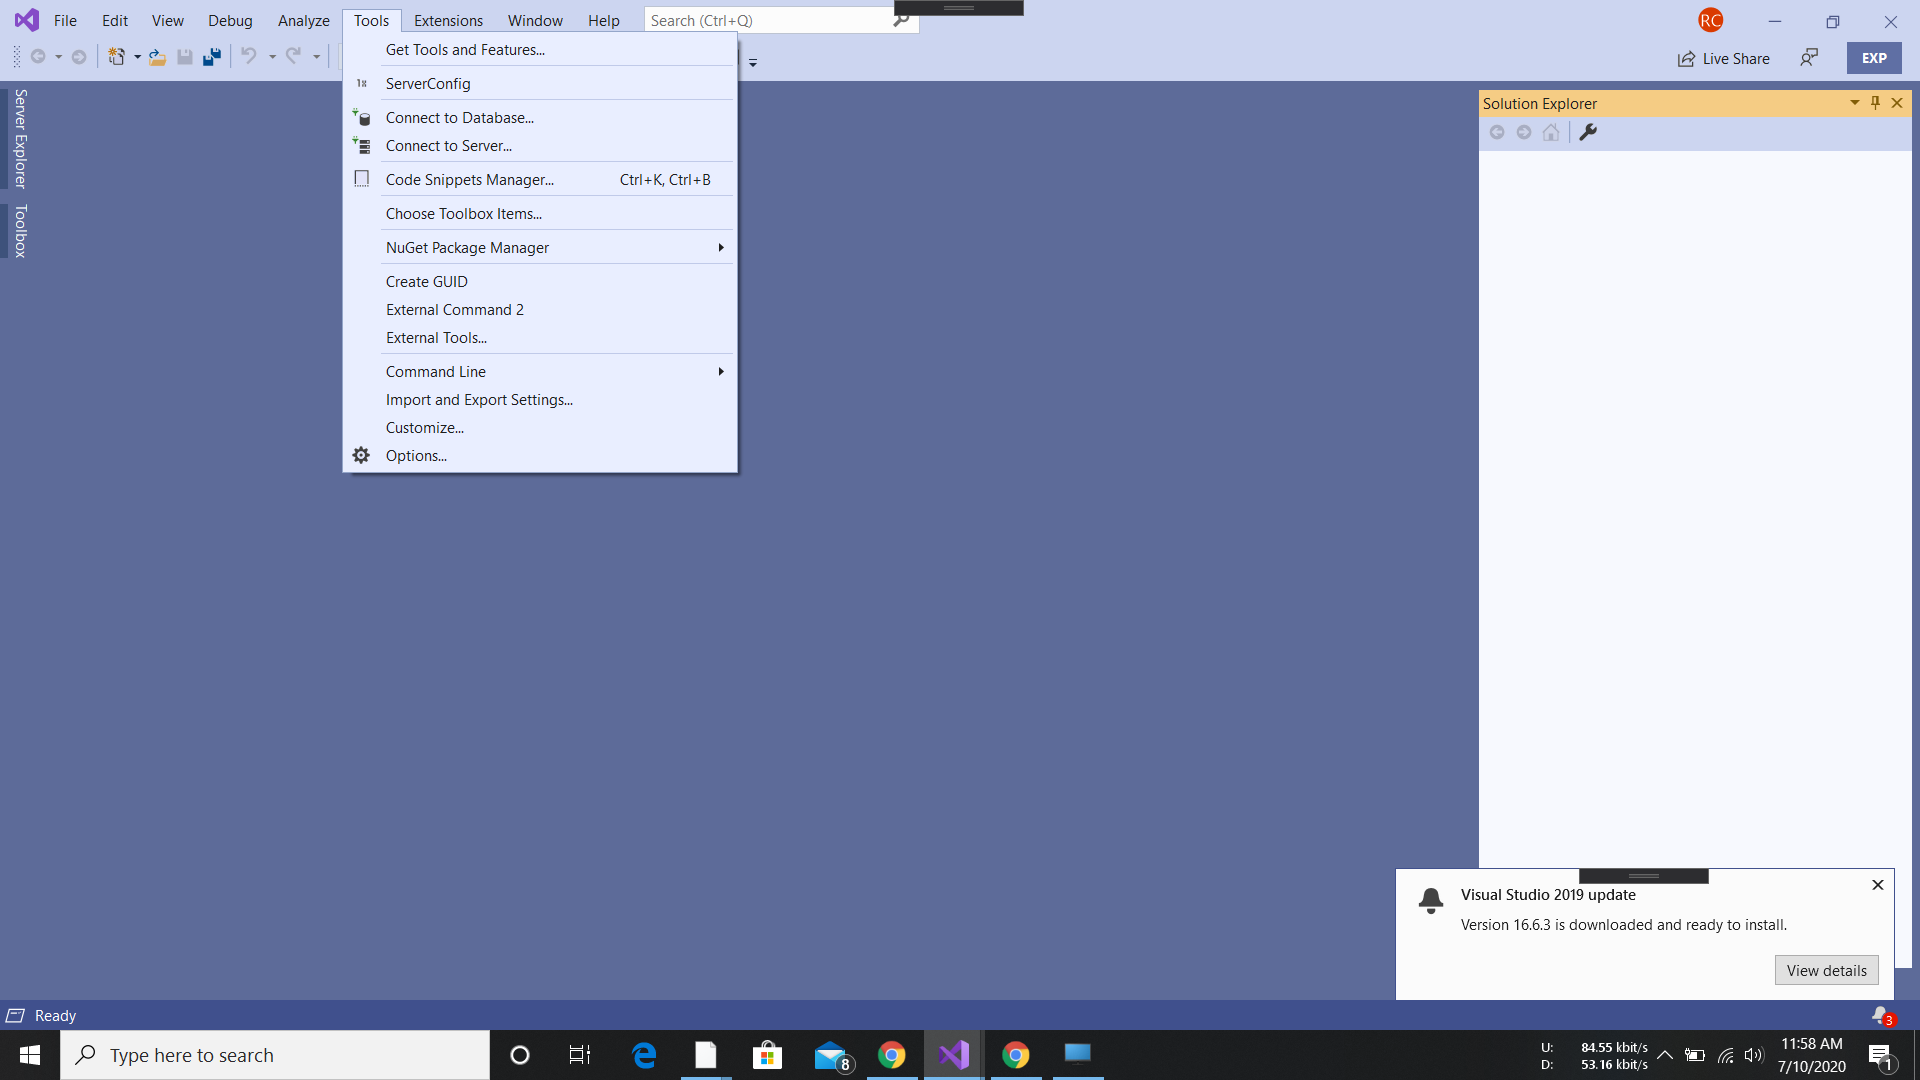 File Edit View Debug Analyze Tools Extensions Window Help Search (Ctrl+Q) RC
Live Share EXP
Get Tools and Features...
ServerConfig
Connect to Database...
Connect to Server...
Code Snippets Manager... Ctrl+K, Ctrl+B
Choose Toolbox Items...
NuGet Package Manager
Create GUID
External Command 2
External Tools...
Command Line
Import and Export Settings...
Customize...
Options...
Server Explorer
Toolbox
Solution Explorer
Visual Studio 2019 update
Version 16.6.3 is downloaded and ready to install.
View details
Ready 3
Type here to search
8
U: 84.55 kbit/s
D: 53.16 kbit/s
11:58 AM
7/10/2020
1